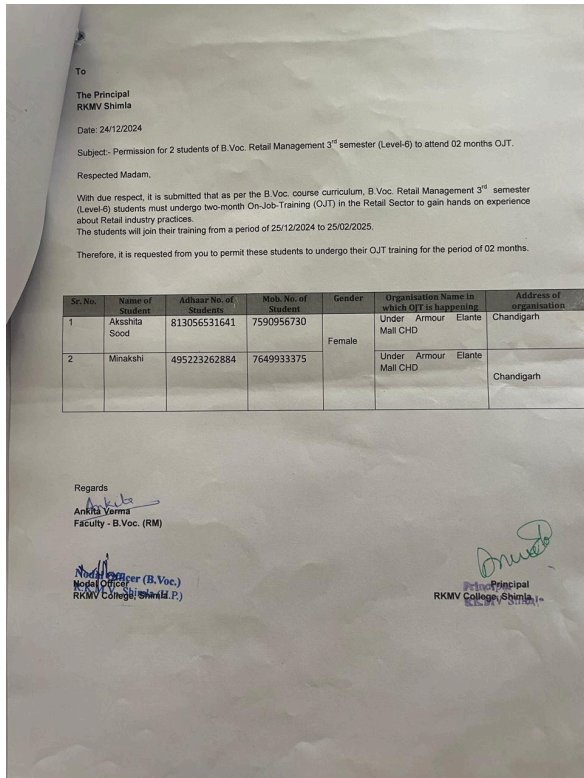 To
The Principal
RKMV Shimla
Date: 24/12/2024
Subject:- Permission for 2 students of B.Voc. Retail Management 3rd semester (Level-6) to attend 02 months OJT.
Respected Madam,
With due respect, it is submitted that as per the B.Voc. course curriculum, B.Voc. Retail Management 3rd semester
(Level-6) students must undergo two-month On-Job-Training (OJT) in the Retail Sector to gain hands on experience
about Retail industry practices.
The students will join their training from a period of 25/12/2024 to 25/02/2025.
Therefore, it is requested from you to permit these students to undergo their OJT training for the period of 02 months.
Sr. No. Name of Student Adhaar No. of Students Mob. No. of Student Gender Organisation Name in which OJT is happening Address of organisation
1 Aksshita Sood 813056531641 7590956730 Female Under Armour Elante Mall CHD Chandigarh
2 Minakshi 495223262884 7649933375 Under Armour Elante Mall CHD Chandigarh
Regards
Ankita
Ankita Verma
Faculty - B.Voc. (RM)
Nodal Officer (B.Voc.)
Nodal Officer
R.K.M.V. Shimla (H.P.)
RKMV College, Shimla
Principal
Principal
RKMV College, Shimla
RKMV Shimla